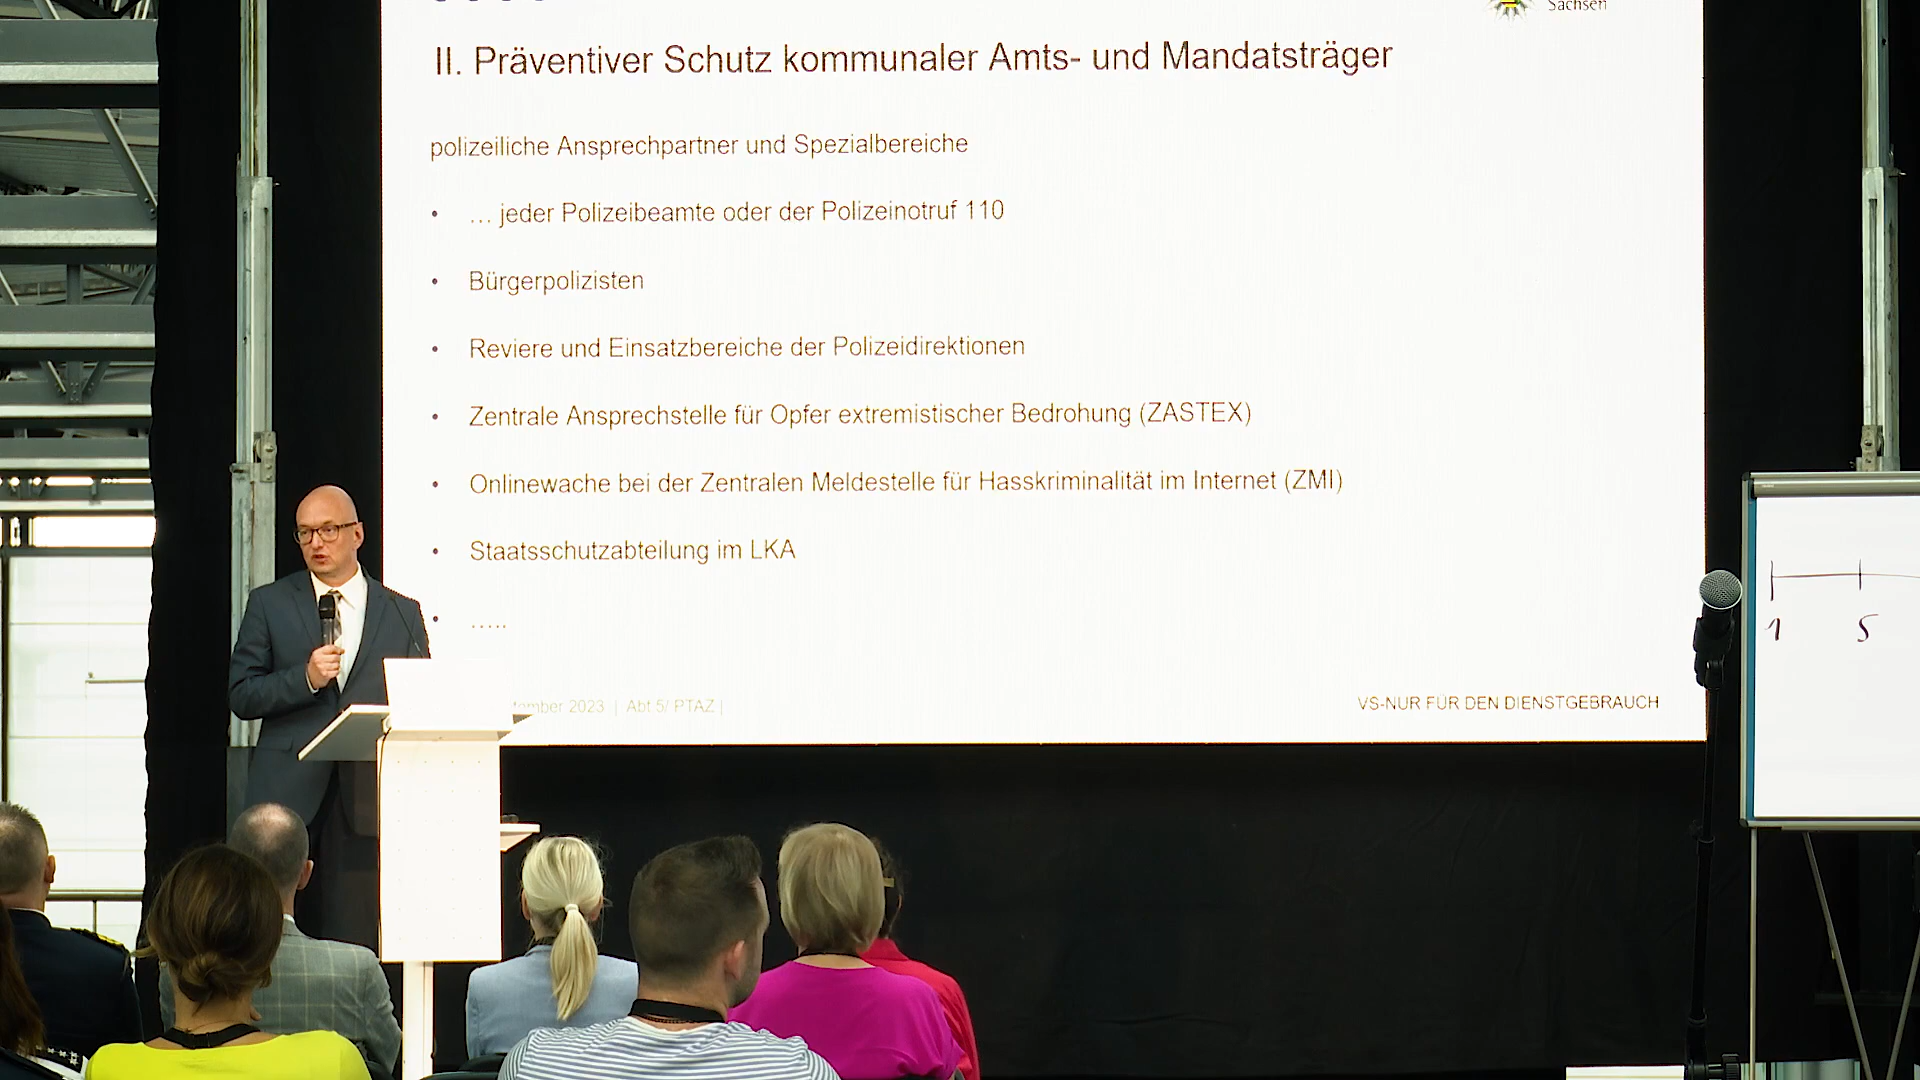 Sachsen
II. Präventiver Schutz kommunaler Amts- und Mandatsträger
polizeiliche Ansprechpartner und Spezialbereiche
• … jeder Polizeibeamte oder der Polizeinotruf 110
• Bürgerpolizisten
• Reviere und Einsatzbereiche der Polizeidirektionen
• Zentrale Ansprechstelle für Opfer extremistischer Bedrohung (ZASTEX)
• Onlinewache bei der Zentralen Meldestelle für Hasskriminalität im Internet (ZMI)
• Staatsschutzabteilung im LKA
• …..
2023 | Abt 5/ PTAZ |
VS-NUR FÜR DEN DIENSTGEBRAUCH
1 5